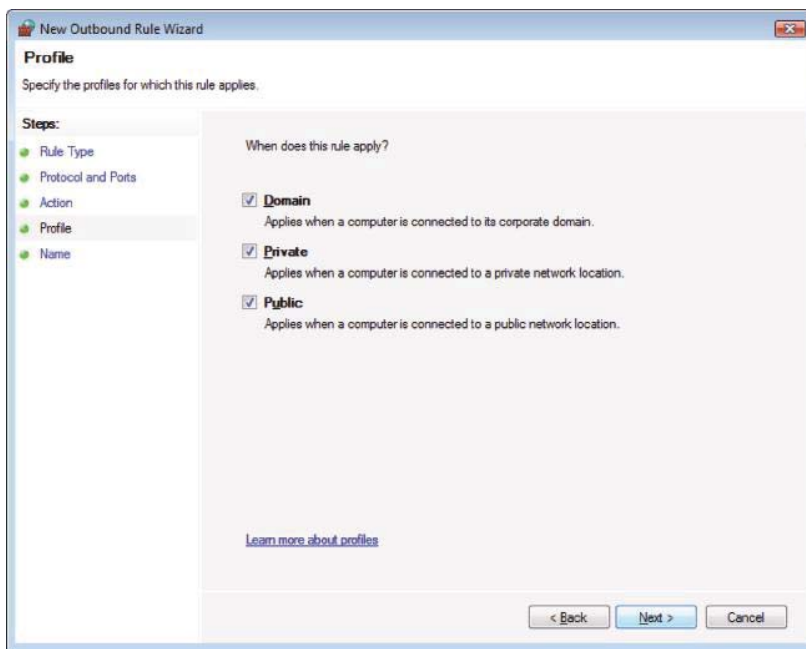 New Outbound Rule Wizard
Profile
Specify the profiles for which this rule applies.
Steps:
Rule Type
Protocol and Ports
Action
Profile
Name
When does this rule apply?
Domain
Applies when a computer is connected to its corporate domain.
Private
Applies when a computer is connected to a private network location.
Public
Applies when a computer is connected to a public network location.
Learn more about profiles
< Back
Next >
Cancel